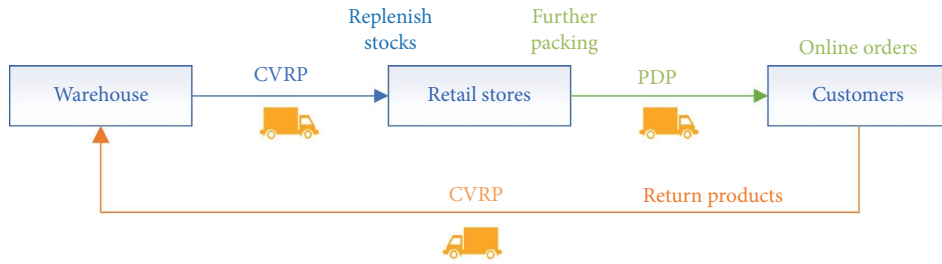 Replenish
stocks
Further
packing
Online orders
CVRP
PDP
Warehouse
Retail stores
Customers
CVRP
Return products